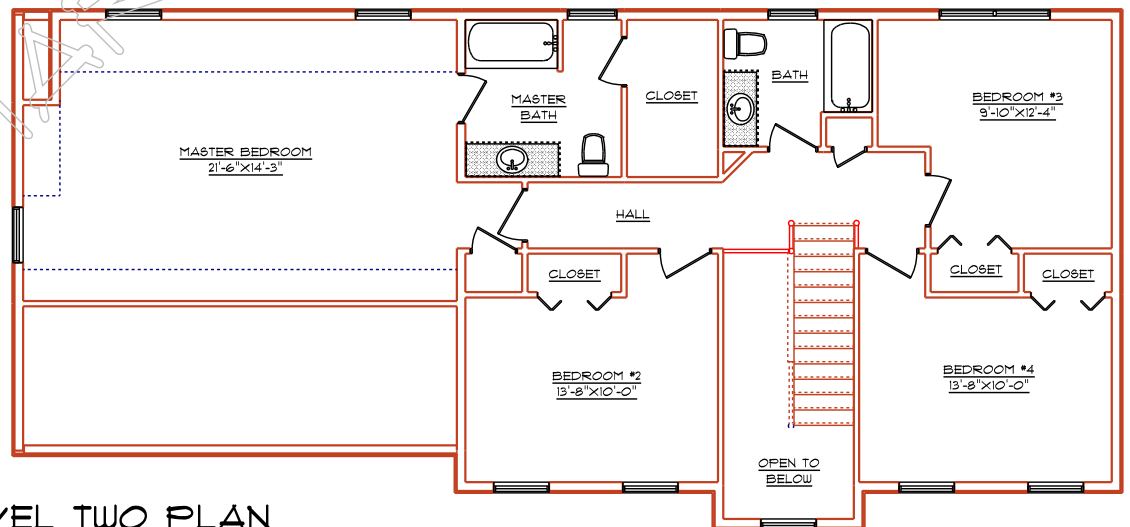 MASTER BEDROOM
21'-6"X14'-3"
MASTER
BATH
CLOSET
BATH
BEDROOM #3
9'-10"X12'-4"
HALL
CLOSET
CLOSET
CLOSET
BEDROOM #2
13'-8"X10'-0"
BEDROOM #4
13'-8"X10'-0"
OPEN TO
BELOW
VEL TWO PLAN